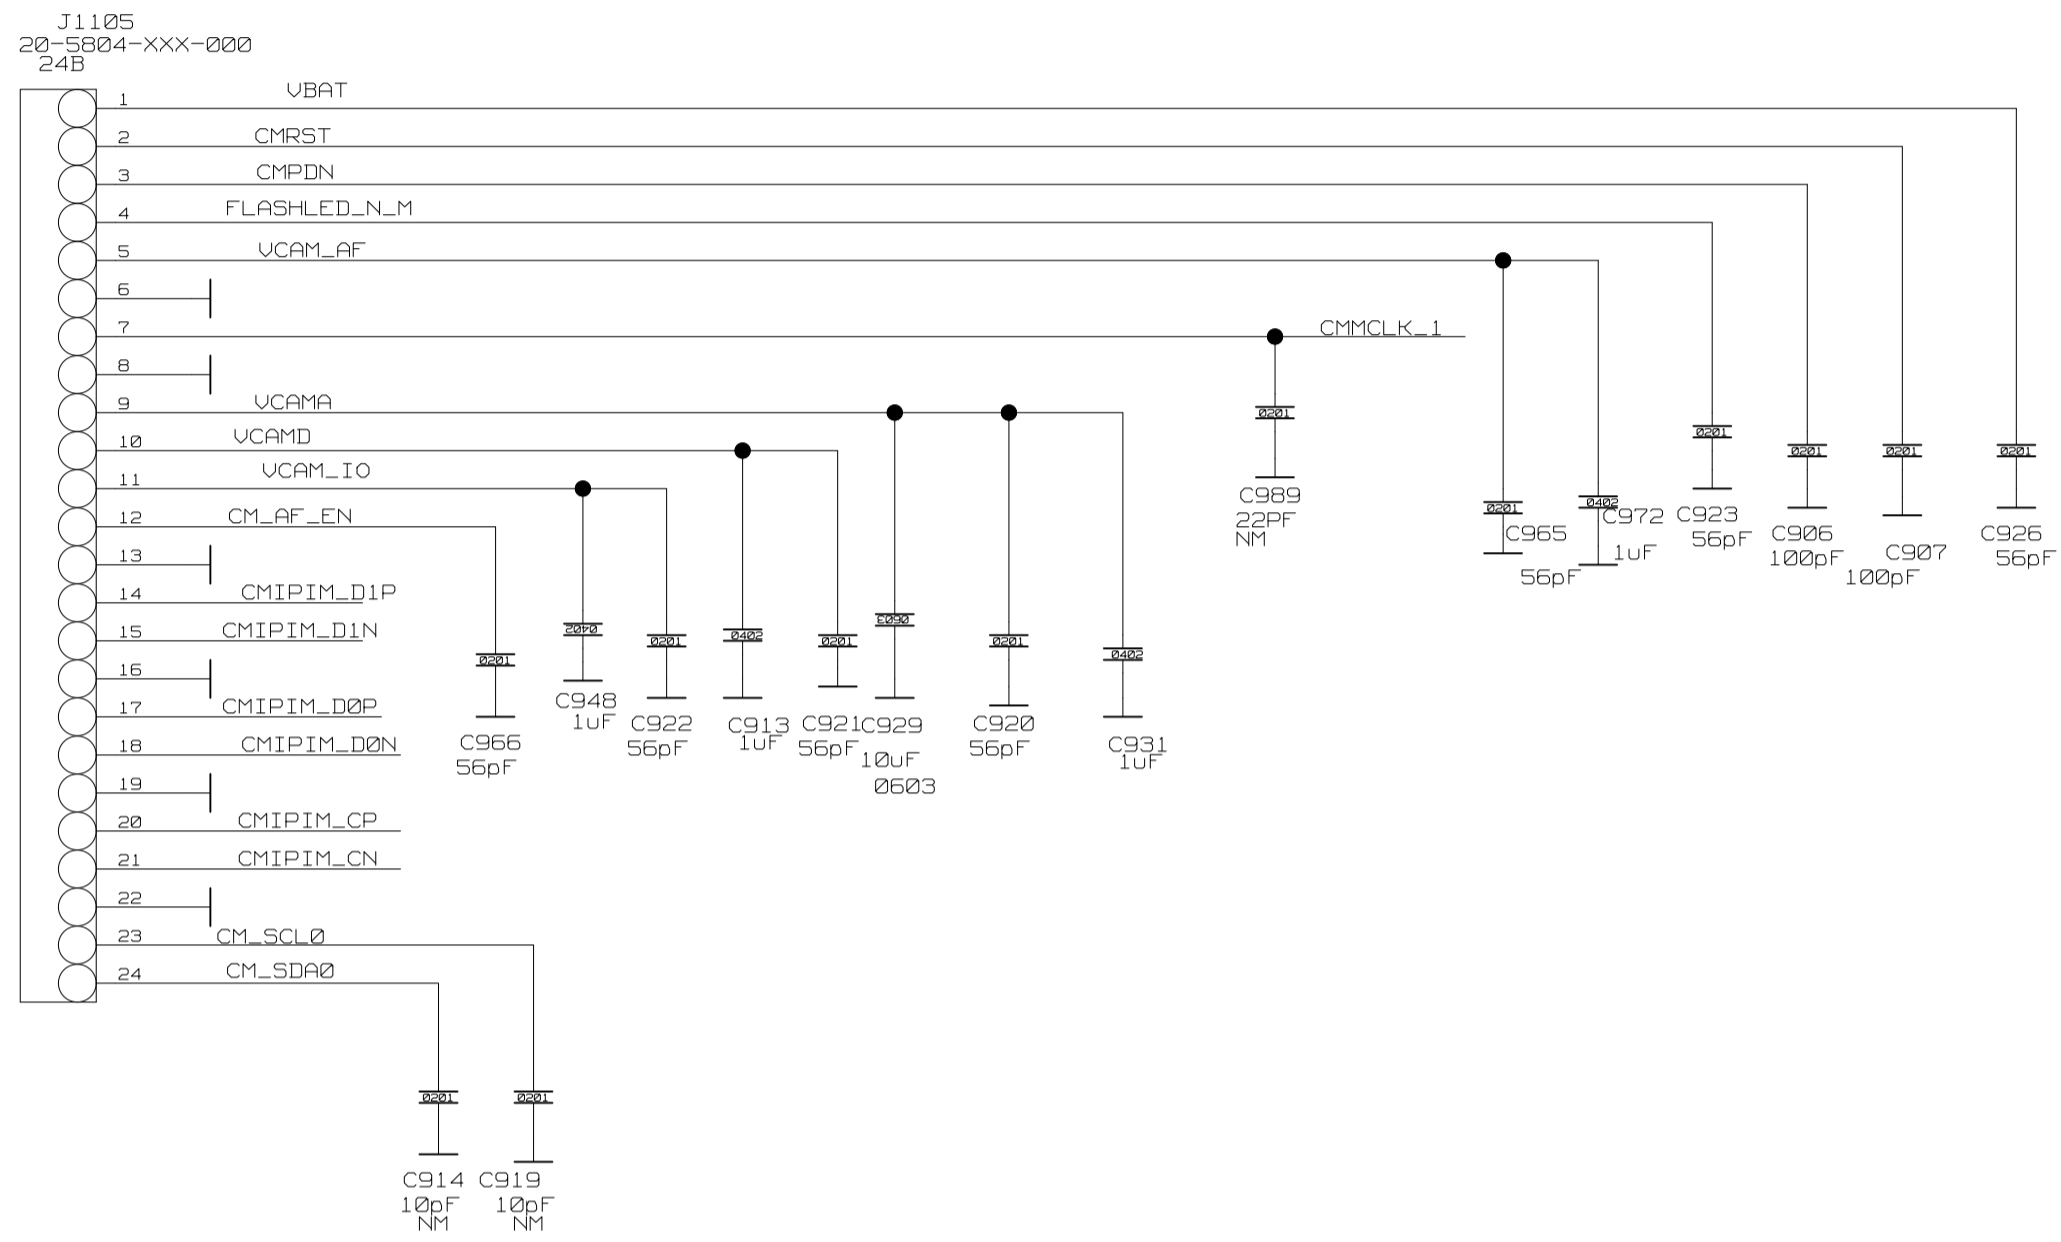 J1105
20-5804-XXX-000
24B
1 VBAT
2 CMRST
3 CMPDN
4 FLASHLED_N_M
5 VCAM_AF
6
7 CMMCLK_1
8
9 VCAMA
10 VCAMD
11 VCAM_IO
12 CM_AF_EN
13
14 CMIPIM_D1P
15 CMIPIM_D1N
16
17 CMIPIM_D0P
18 CMIPIM_D0N
19
20 CMIPIM_CP
21 CMIPIM_CN
22
23 CM_SCL0
24 CM_SDA0
0201
C914
10pF
NM
0201
C919
10pF
NM
0201
C966
56pF
0402
C948
1uF
0201
C922
56pF
0402
C913
1uF
0201
C921
56pF
0603
C929
10uF
0603
0201
C920
56pF
0402
C931
1uF
0201
C989
22PF
NM
0201
C965
56pF
0402
C972
1uF
0201
C923
56pF
0201
C906
100pF
0201
C907
100pF
0201
C926
56pF